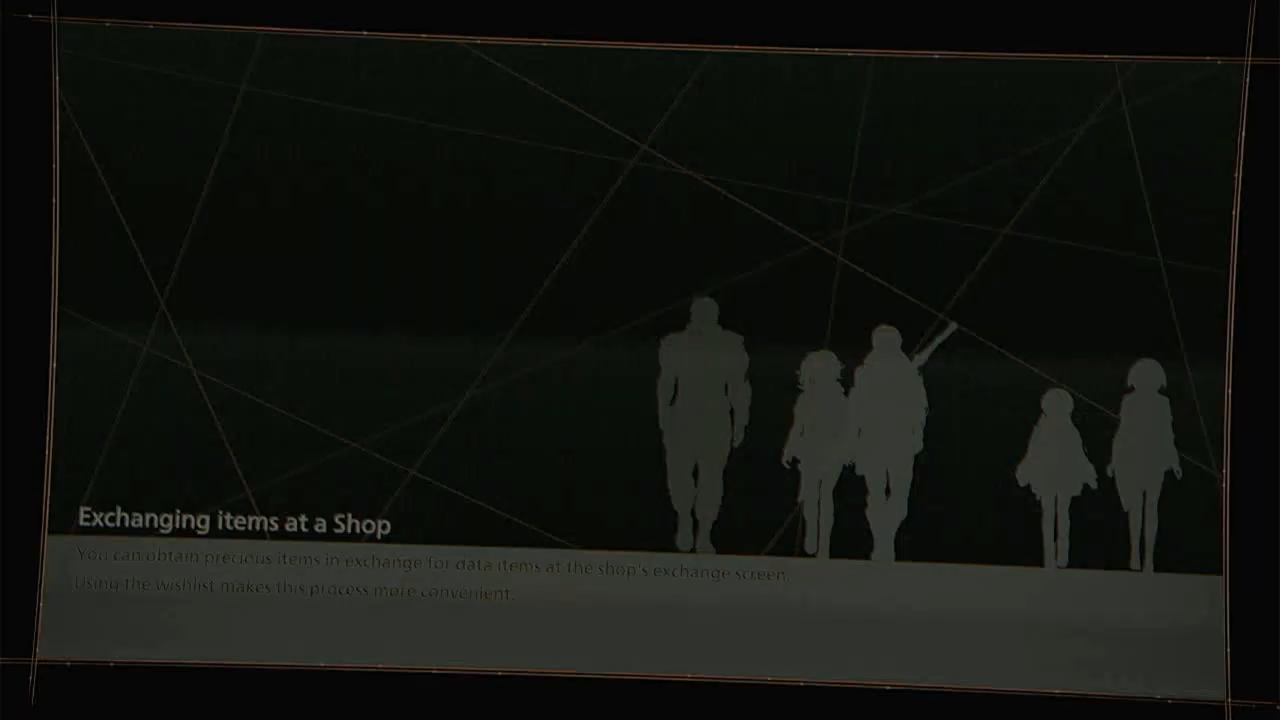 Exchanging items at a Shop
You can obtain precious items in exchange for data items at the shop's exchange screen.
Using the wishlist makes this process more convenient.